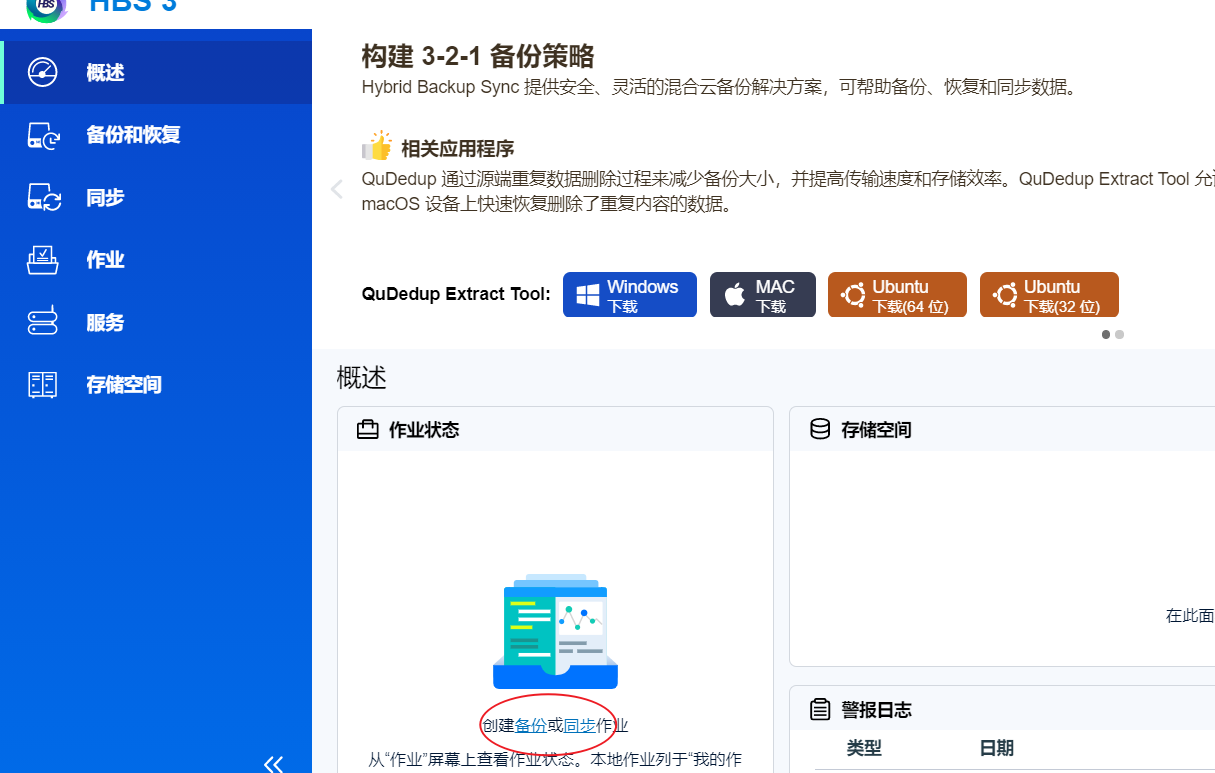 HBS 3
HBS
概述
备份和恢复
同步
作业
服务
存储空间
构建 3-2-1 备份策略
Hybrid Backup Sync 提供安全、灵活的混合云备份解决方案，可帮助备份、恢复和同步数据。
相关应用程序
QuDedup 通过源端重复数据删除过程来减少备份大小，并提高传输速度和存储效率。QuDedup Extract Tool 允
macOS 设备上快速恢复删除了重复内容的数据。
QuDedup Extract Tool:
Windows
下载
MAC
下载
Ubuntu
下载(64 位)
Ubuntu
下载(32 位)
概述
作业状态
创建备份或同步作业
从“作业”屏幕上查看作业状态。本地作业列于“我的作
存储空间
在此面
警报日志
类型 日期